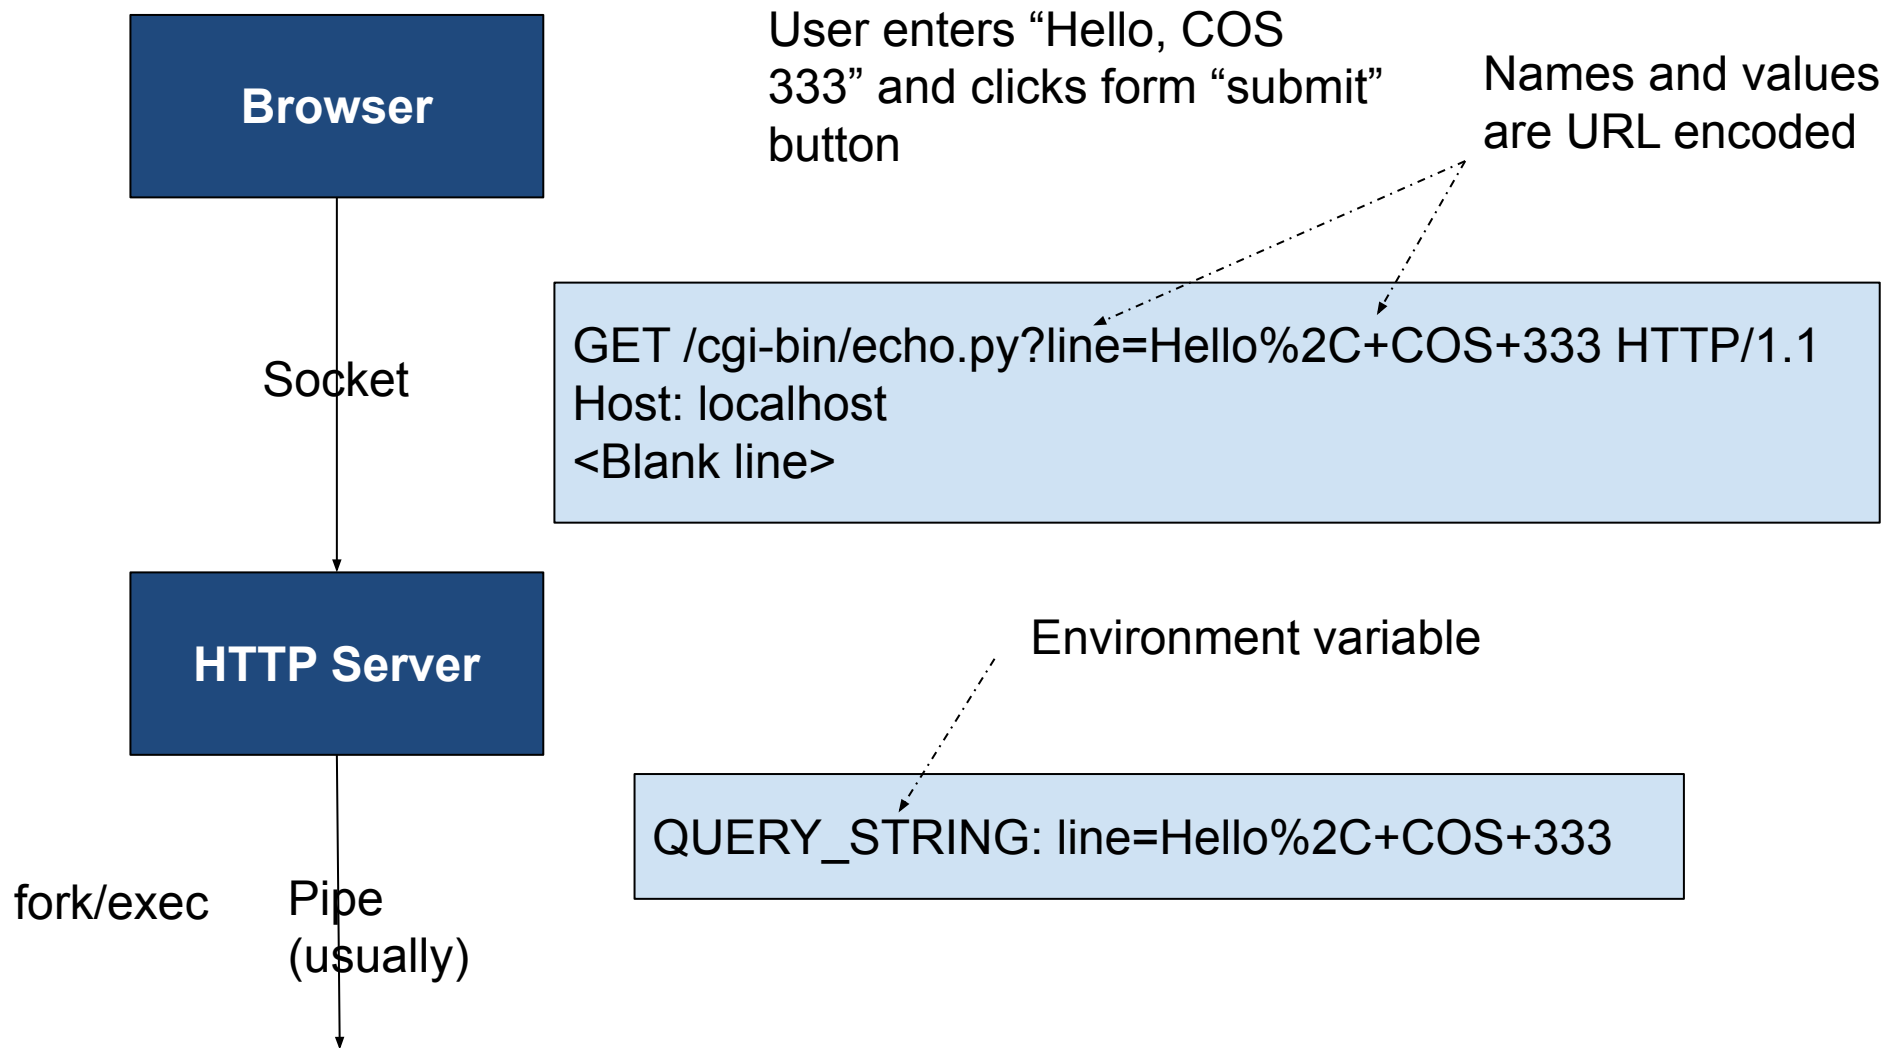 Browser
User enters “Hello, COS
333” and clicks form “submit”
button
Names and values
are URL encoded
Socket
GET /cgi-bin/echo.py?line=Hello%2C+COS+333 HTTP/1.1
Host: localhost
<Blank line>
HTTP Server
Environment variable
QUERY_STRING: line=Hello%2C+COS+333
fork/exec
Pipe
(usually)